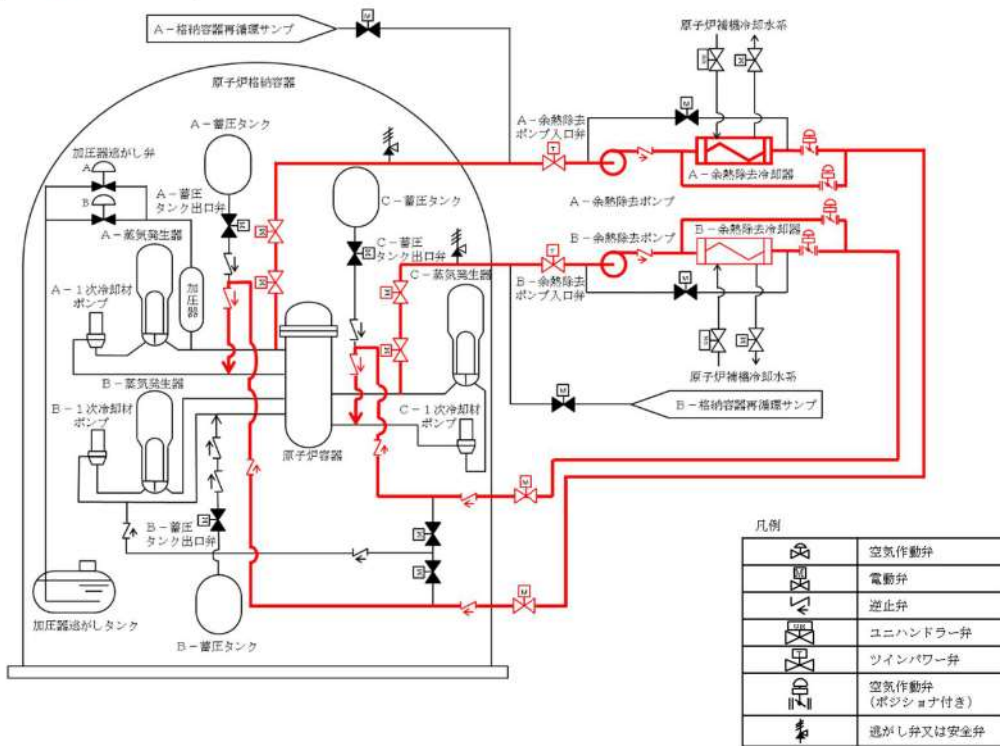 A－格納容器再循環サンプ
原子炉補機冷却水系
原子炉格納容器
A－蓄圧タンク
A－余熱除去
ポンプ入口弁
A－余熱除去冷却器
A－余熱除去ポンプ
加圧器逃がし弁
A
B
A－蓄圧
タンク出口弁
C－蓄圧タンク
B－余熱除去ポンプ
B－余熱除去冷却器
A－蒸気発生器
C－蓄圧
タンク出口弁
C－蒸気発生器
B－余熱除去
ポンプ入口弁
A－1次冷却材
ポンプ
加圧器
原子炉補機冷却水系
B－蒸気発生器
B－格納容器再循環サンプ
B－1次冷却材
ポンプ
C－1次冷却材
ポンプ
原子炉容器
B－蓄圧
タンク出口弁
加圧器逃がしタンク
B－蓄圧タンク
凡例
空気作動弁
M
電動弁
逆止弁
ユニハンドラー弁
T
ツインパワー弁
空気作動弁
(ポジショナ付き)
逃がし弁又は安全弁